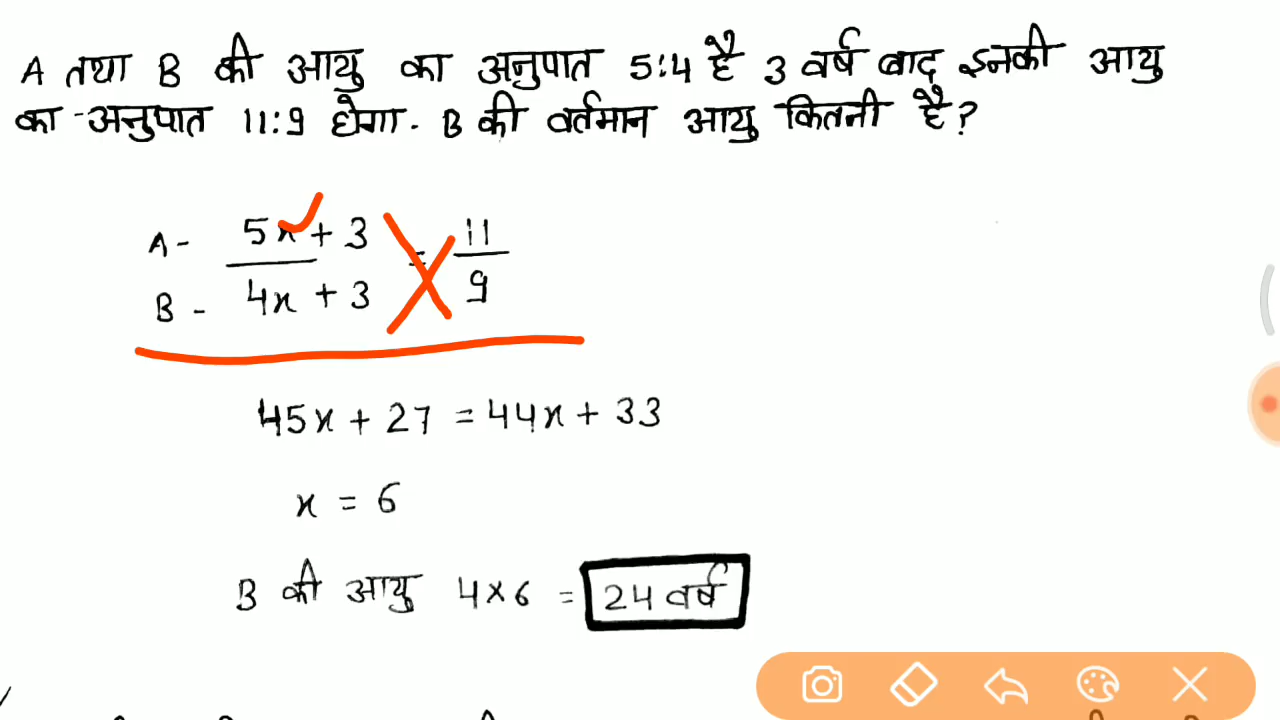 A तथा B की आयु का अनुपात 5:4 है 3 वर्ष बाद इनकी आयु
का अनुपात 11:9 होगा. B की वर्तमान आयु कितनी है?
A - 5x + 3 = 11
B - 4x + 3 9
45x + 27 = 44x + 33
x = 6
B की आयु 4×6 = 24 वर्ष